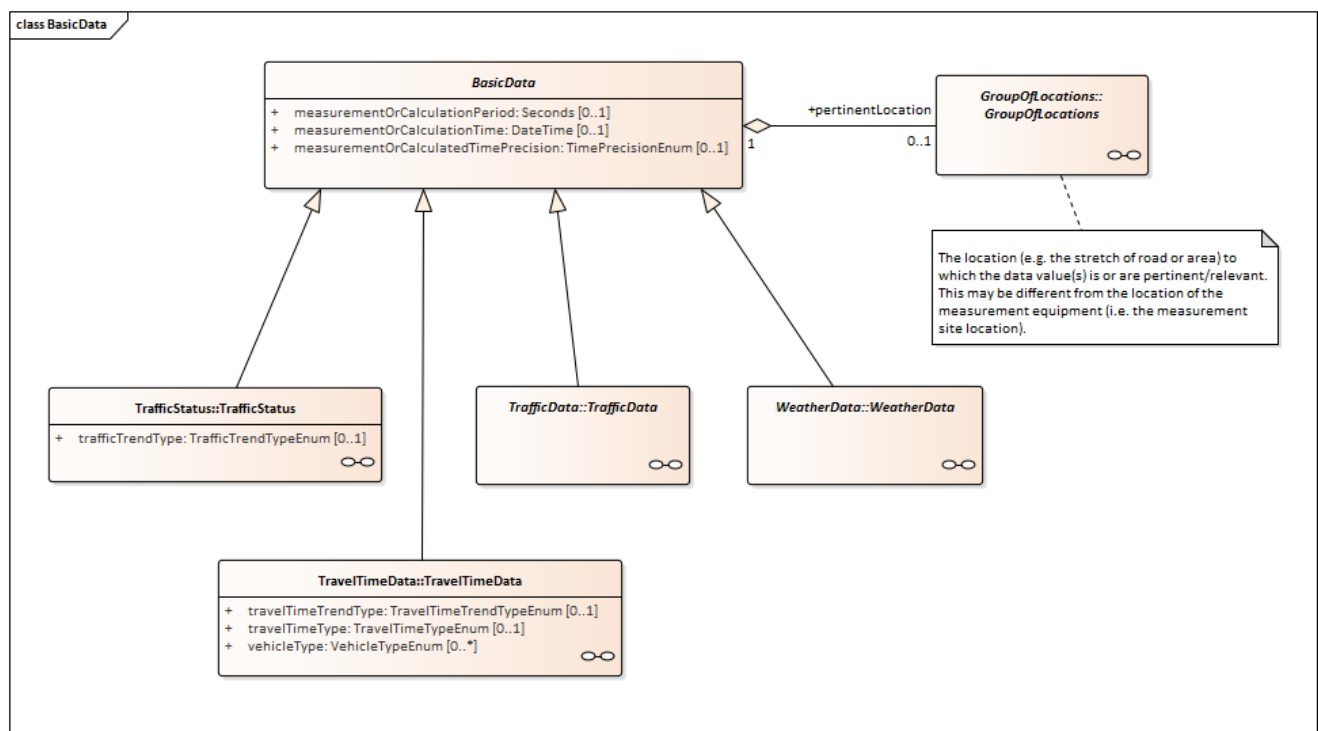 class BasicData
BasicData
+ measurementOrCalculationPeriod: Seconds [0..1]
+ measurementOrCalculationTime: DateTime [0..1]
+ measurementOrCalculatedTimePrecision: TimePrecisionEnum [0..1]
+pertinentLocation
1
0..1
GroupOfLocations::
GroupOfLocations
The location (e.g. the stretch of road or area) to
which the data value(s) is or are pertinent/relevant.
This may be different from the location of the
measurement equipment (i.e. the measurement
site location).
TrafficStatus::TrafficStatus
+ trafficTrendType: TrafficTrendTypeEnum [0..1]
TrafficData::TrafficData
WeatherData::WeatherData
TravelTimeData::TravelTimeData
+ travelTimeTrendType: TravelTimeTrendTypeEnum [0..1]
+ travelTimeType: TravelTimeTypeEnum [0..1]
+ vehicleType: VehicleTypeEnum [0..*]